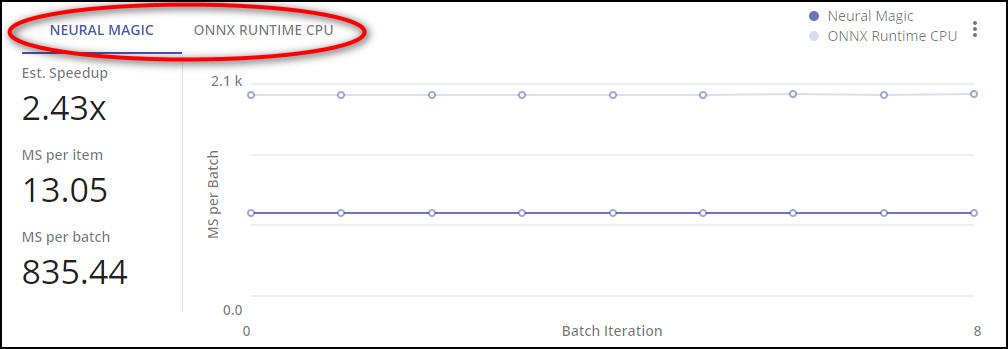 NEURAL MAGIC
ONNX RUNTIME CPU
Neural Magic
ONNX Runtime CPU
Est. Speedup
2.43x
MS per item
13.05
MS per batch
835.44
2.1 k
MS per Batch
0.0
0
Batch Iteration
8